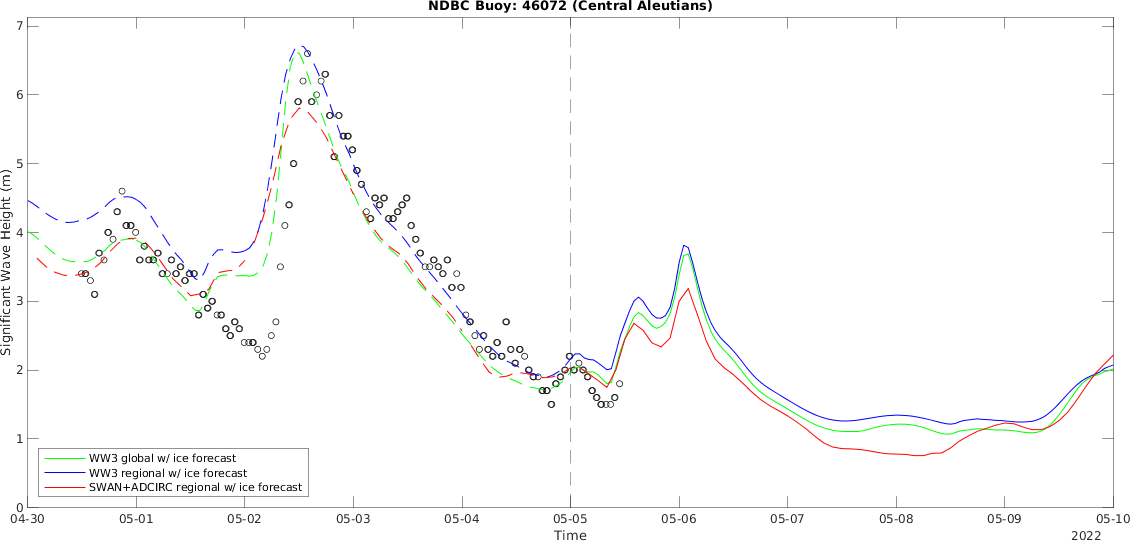 NDBC Buoy: 46072 (Central Aleutians)
7
6
5
4
3
2
1
0
Significant Wave Height (m)
WW3 global w/ ice forecast
WW3 regional w/ ice forecast
SWAN+ADCIRC regional w/ ice forecast
04-30 05-01 05-02 05-03 05-04 05-05 05-06 05-07 05-08 05-09 05-10
Time
2022